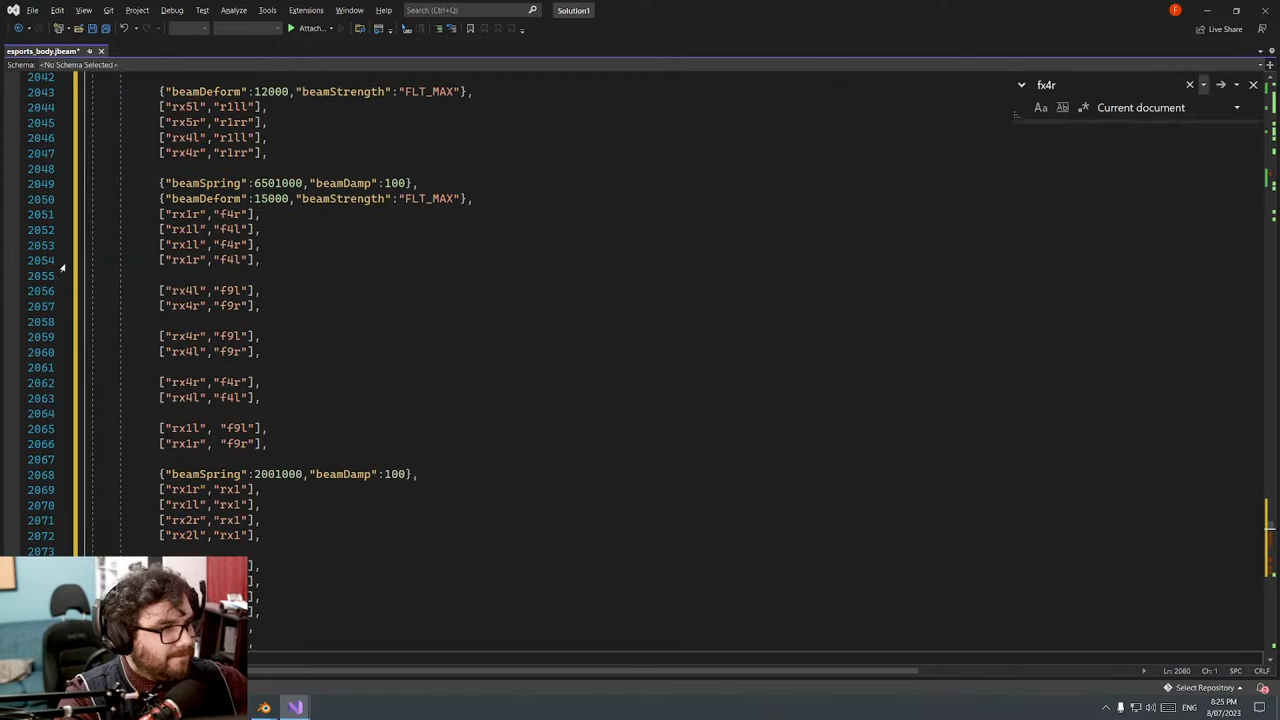 File Edit View Git Project Debug Test Analyze Tools Extensions Window Help Search (Ctrl+Q) Solution1 F
Attach... Live Share
esports_body.jbeam*
Schema: <No Schema Selected>
fx4r
Current document
2042
2043 {"beamDeform":12000,"beamStrength":"FLT_MAX"},
2044 ["rx5l","r1ll"],
2045 ["rx5r","r1rr"],
2046 ["rx4l","r1ll"],
2047 ["rx4r","r1rr"],
2048
2049 {"beamSpring":6501000,"beamDamp":100},
2050 {"beamDeform":15000,"beamStrength":"FLT_MAX"},
2051 ["rx1r","f4r"],
2052 ["rx1l","f4l"],
2053 ["rx1l","f4r"],
2054 ["rx1r","f4l"],
2055
2056 ["rx4l","f9l"],
2057 ["rx4r","f9r"],
2058
2059 ["rx4r","f9l"],
2060 ["rx4l","f9r"],
2061
2062 ["rx4r","f4r"],
2063 ["rx4l","f4l"],
2064
2065 ["rx1l", "f9l"],
2066 ["rx1r", "f9r"],
2067
2068 {"beamSpring":2001000,"beamDamp":100},
2069 ["rx1r","rx1"],
2070 ["rx1l","rx1"],
2071 ["rx2r","rx1"],
2072 ["rx2l","rx1"],
2073
Ln: 2080 Ch: 1 SPC CRLF
Select Repository
ENG 8:25 PM
8/07/2023